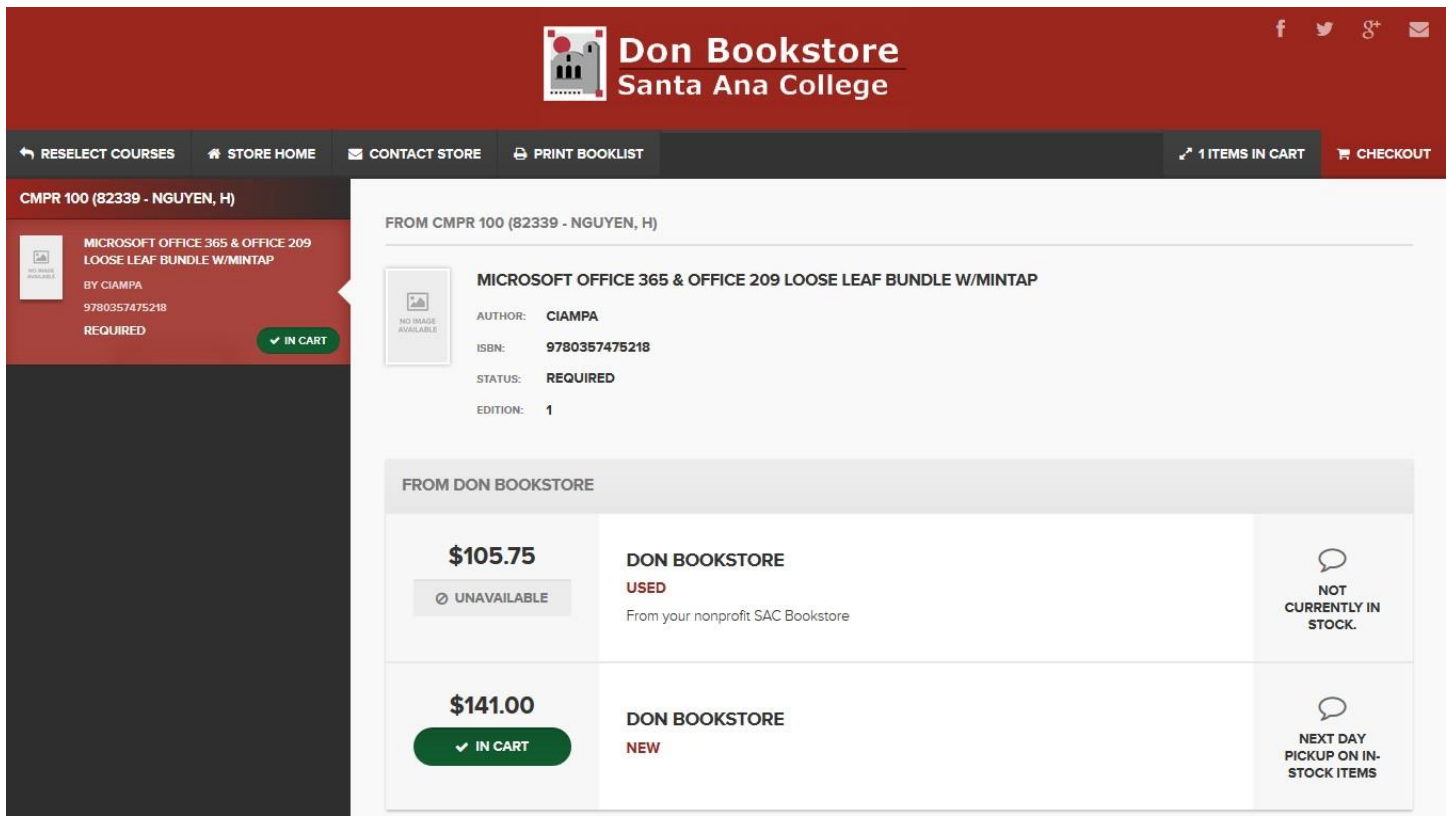 Don Bookstore
Santa Ana College
RESELECT COURSES
STORE HOME
CONTACT STORE
PRINT BOOKLIST
1 ITEMS IN CART
CHECKOUT
CMPR 100 (82339 - NGUYEN, H)
NO IMAGE
AVAILABLE
MICROSOFT OFFICE 365 & OFFICE 209
LOOSE LEAF BUNDLE W/MINTAP
BY CIAMPA
9780357475218
REQUIRED
IN CART
FROM CMPR 100 (82339 - NGUYEN, H)
NO IMAGE
AVAILABLE
MICROSOFT OFFICE 365 & OFFICE 209 LOOSE LEAF BUNDLE W/MINTAP
AUTHOR: CIAMPA
ISBN: 9780357475218
STATUS: REQUIRED
EDITION: 1
FROM DON BOOKSTORE
$105.75
UNAVAILABLE
DON BOOKSTORE
USED
From your nonprofit SAC Bookstore
NOT
CURRENTLY IN
STOCK.
$141.00
IN CART
DON BOOKSTORE
NEW
NEXT DAY
PICKUP ON IN-
STOCK ITEMS